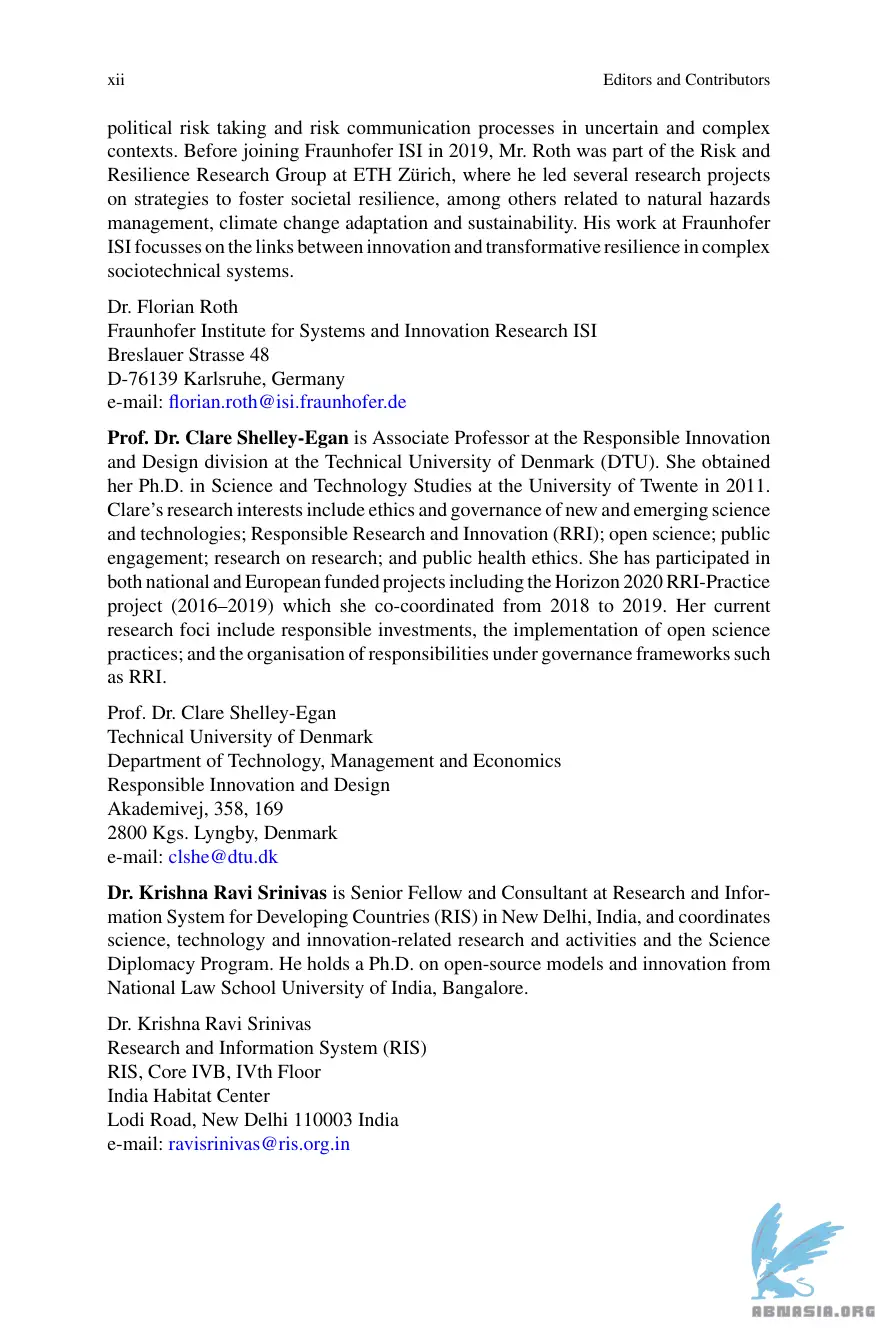 xii
Editors and Contributors
political risk taking and risk communication processes in uncertain and complex
contexts. Before joining Fraunhofer ISI in 2019, Mr. Roth was part of the Risk and
Resilience Research Group at ETH Zürich, where he led several research projects
on strategies to foster societal resilience, among others related to natural hazards
management, climate change adaptation and sustainability. His work at Fraunhofer
ISI focusses on the links between innovation and transformative resilience in complex
sociotechnical systems.
Dr. Florian Roth
Fraunhofer Institute for Systems and Innovation Research ISI
Breslauer Strasse 48
D-76139 Karlsruhe, Germany
e-mail: florian.roth@isi.fraunhofer.de
Prof. Dr. Clare Shelley-Egan is Associate Professor at the Responsible Innovation
and Design division at the Technical University of Denmark (DTU). She obtained
her Ph.D. in Science and Technology Studies at the University of Twente in 2011.
Clare's research interests include ethics and governance of new and emerging science
and technologies; Responsible Research and Innovation (RRI); open science; public
engagement; research on research; and public health ethics. She has participated in
both national and European funded projects including the Horizon 2020 RRI-Practice
project (2016–2019) which she co-coordinated from 2018 to 2019. Her current
research foci include responsible investments, the implementation of open science
practices; and the organisation of responsibilities under governance frameworks such
as RRI.
Prof. Dr. Clare Shelley-Egan
Technical University of Denmark
Department of Technology, Management and Economics
Responsible Innovation and Design
Akademivej, 358, 169
2800 Kgs. Lyngby, Denmark
e-mail: clshe@dtu.dk
Dr. Krishna Ravi Srinivas is Senior Fellow and Consultant at Research and Infor-
mation System for Developing Countries (RIS) in New Delhi, India, and coordinates
science, technology and innovation-related research and activities and the Science
Diplomacy Program. He holds a Ph.D. on open-source models and innovation from
National Law School University of India, Bangalore.
Dr. Krishna Ravi Srinivas
Research and Information System (RIS)
RIS, Core IVB, IVth Floor
India Habitat Center
Lodi Road, New Delhi 110003 India
e-mail: ravisrinivas@ris.org.in
ABNASIA.ORG